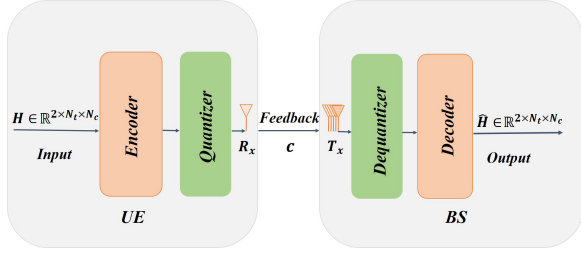 H ∈ ℝ^{2×N_t×N_c}
Input
Encoder
Quantizer
R_x
UE
Feedback
c
T_x
Dequantizer
Decoder
Ĥ ∈ ℝ^{2×N_t×N_c}
Output
BS